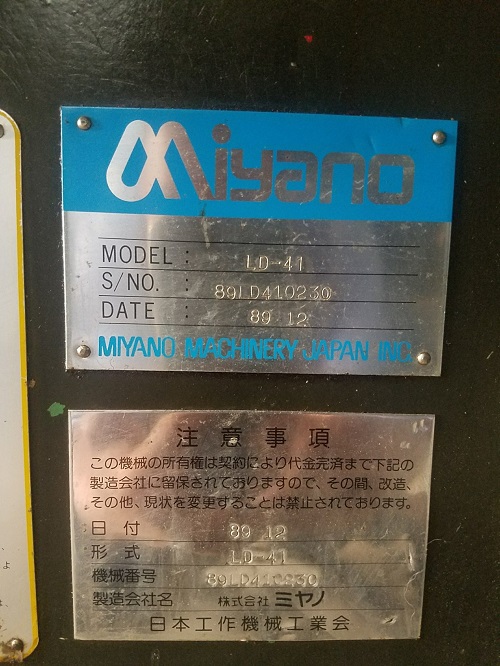 Miyano
MODEL : LD-41
S/NO. : 89LD410230
DATE : 89 12
MIYANO MACHINERY JAPAN INC.
注意事項
この機械の所有権は契約により代金完済まで下記の
製造会社に留保されておりますので、その間、改造、
その他、現状を変更することは禁止されております。
日付 89 12
形式 LD-41
機械番号 89LD410230
製造会社名 株式会社 ミヤノ
日本工作機械工業会